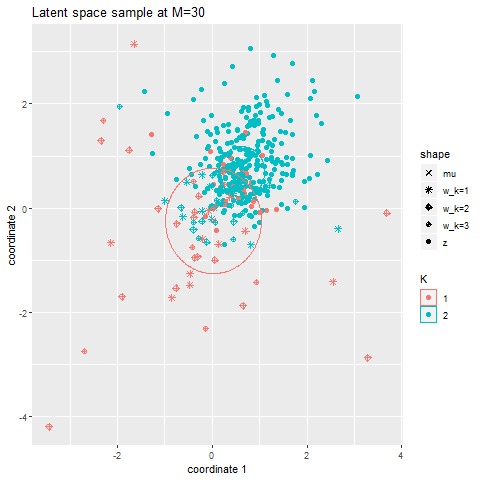 Latent space sample at M=30
coordinate 2
2
0
-2
-4
-2
0
2
4
coordinate 1
shape
mu
w_k=1
w_k=2
w_k=3
z
K
1
2